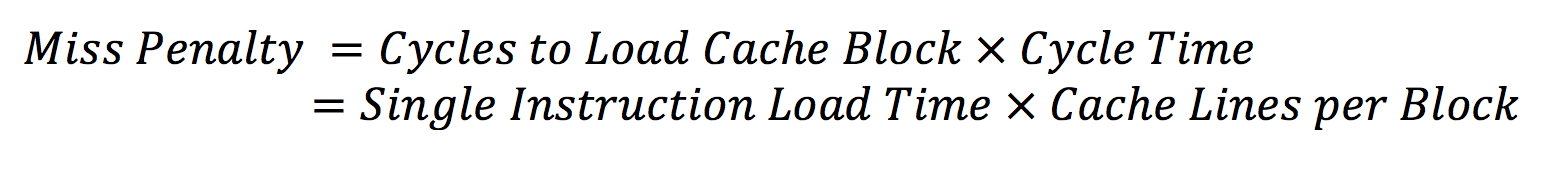 Miss Penalty = Cycles to Load Cache Block × Cycle Time
= Single Instruction Load Time × Cache Lines per Block